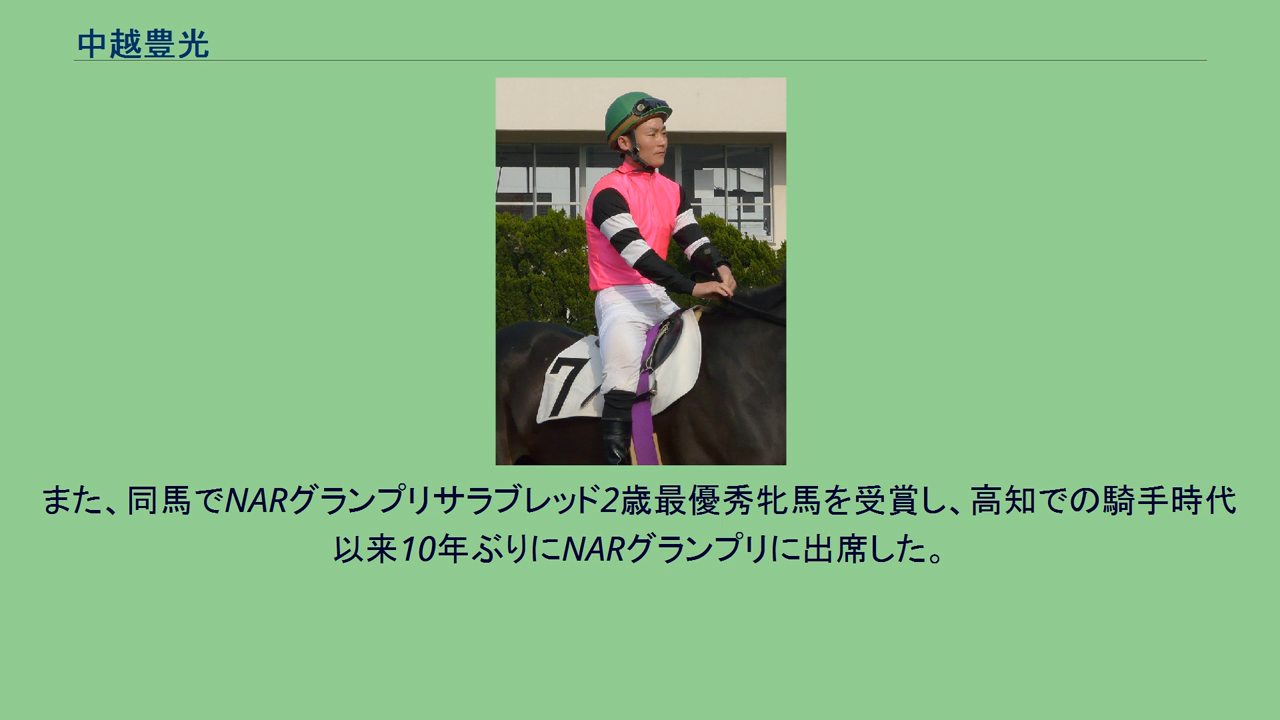 中越豊光
7
また、同馬でNARグランプリサラブレッド2歳最優秀牝馬を受賞し、高知での騎手時代
以来10年ぶりにNARグランプリに出席した。